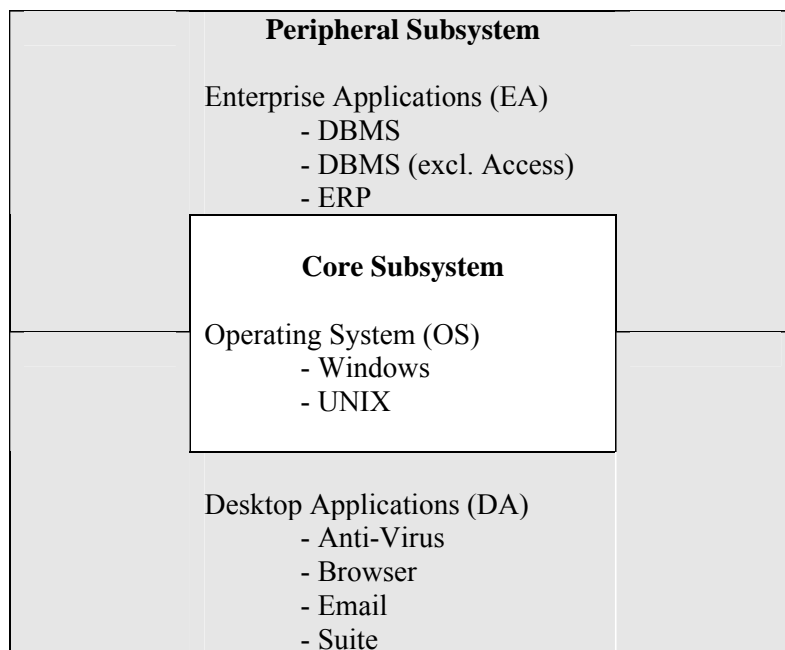 Peripheral Subsystem
Enterprise Applications (EA)
- DBMS
- DBMS (excl. Access)
- ERP
Core Subsystem
Operating System (OS)
- Windows
- UNIX
Desktop Applications (DA)
- Anti-Virus
- Browser
- Email
- Suite